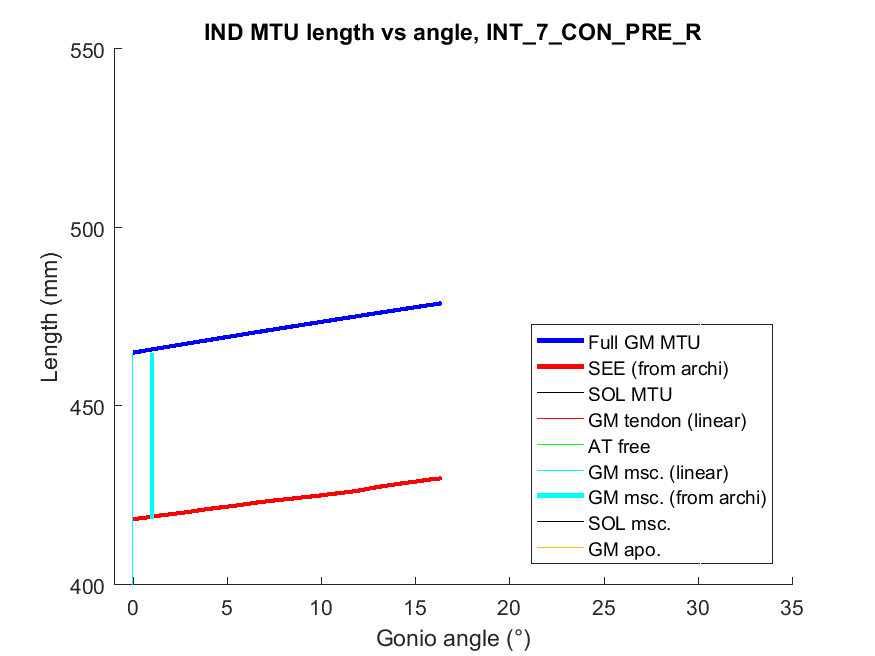 IND MTU length vs angle, INT_7_CON_PRE_R
550
500
450
400
Length (mm)
0 5 10 15 20 25 30 35
Gonio angle (°)
Full GM MTU
SEE (from archi)
SOL MTU
GM tendon (linear)
AT free
GM msc. (linear)
GM msc. (from archi)
SOL msc.
GM apo.